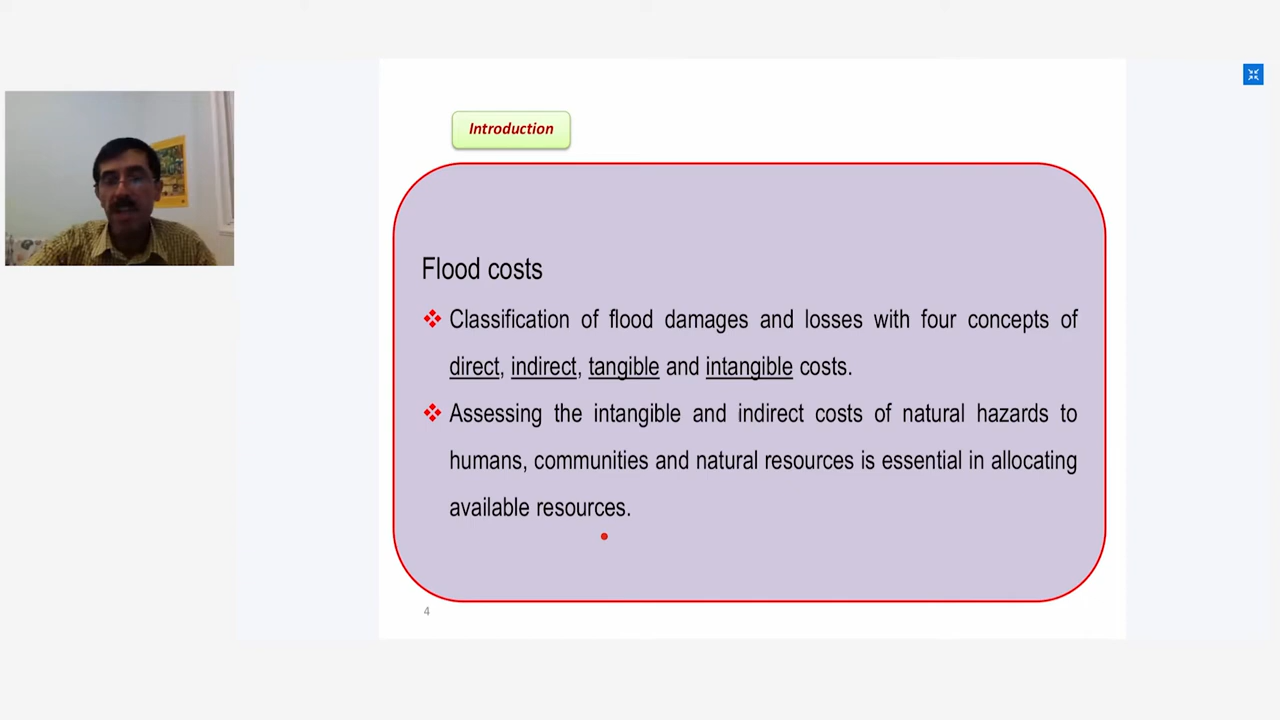 Introduction
Flood costs
Classification of flood damages and losses with four concepts of
direct, indirect, tangible and intangible costs.
Assessing the intangible and indirect costs of natural hazards to
humans, communities and natural resources is essential in allocating
available resources.
4